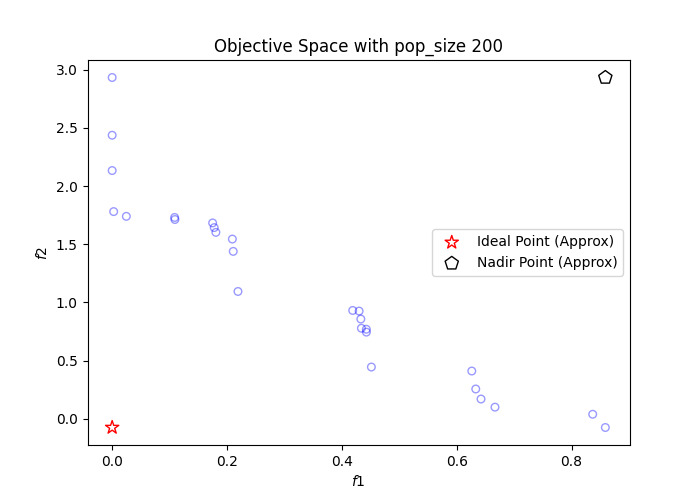 Objective Space with pop_size 200
3.0
2.5
2.0
1.5
1.0
0.5
0.0
f2
Ideal Point (Approx)
Nadir Point (Approx)
0.0 0.2 0.4 0.6 0.8
f1